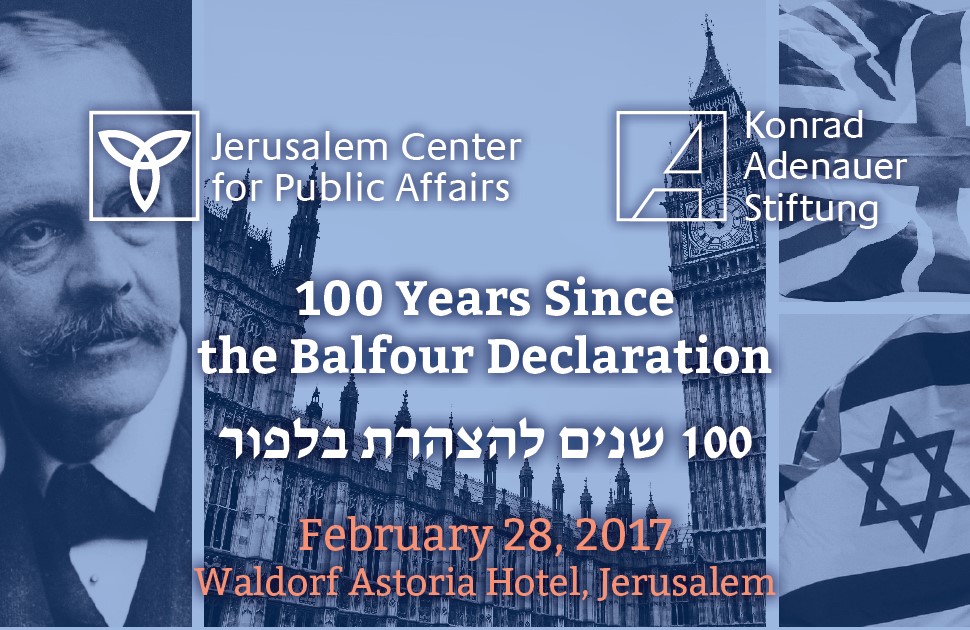 Jerusalem Center
for Public Affairs
Konrad
Adenauer
Stiftung
100 Years Since
the Balfour Declaration
100 שנים להצהרת בלפור
February 28, 2017
Waldorf Astoria Hotel, Jerusalem